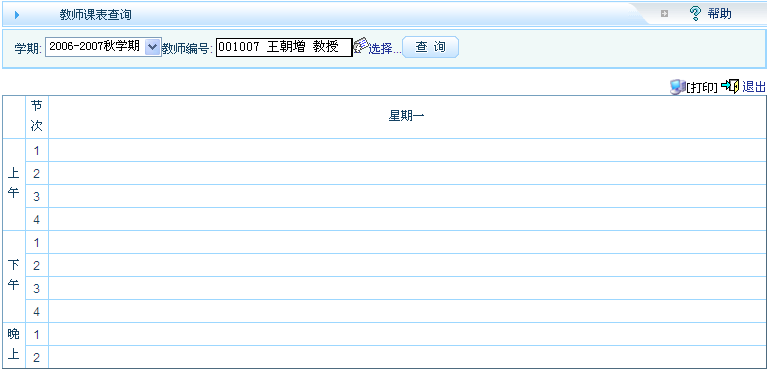 教师课表查询 帮助
学期: 2006-2007秋学期 教师编号: 001007 王朝增 教授 选择... 查 询
[打印] 退出
节次 星期一
上午
1
2
3
4
下午
1
2
3
4
晚上
1
2